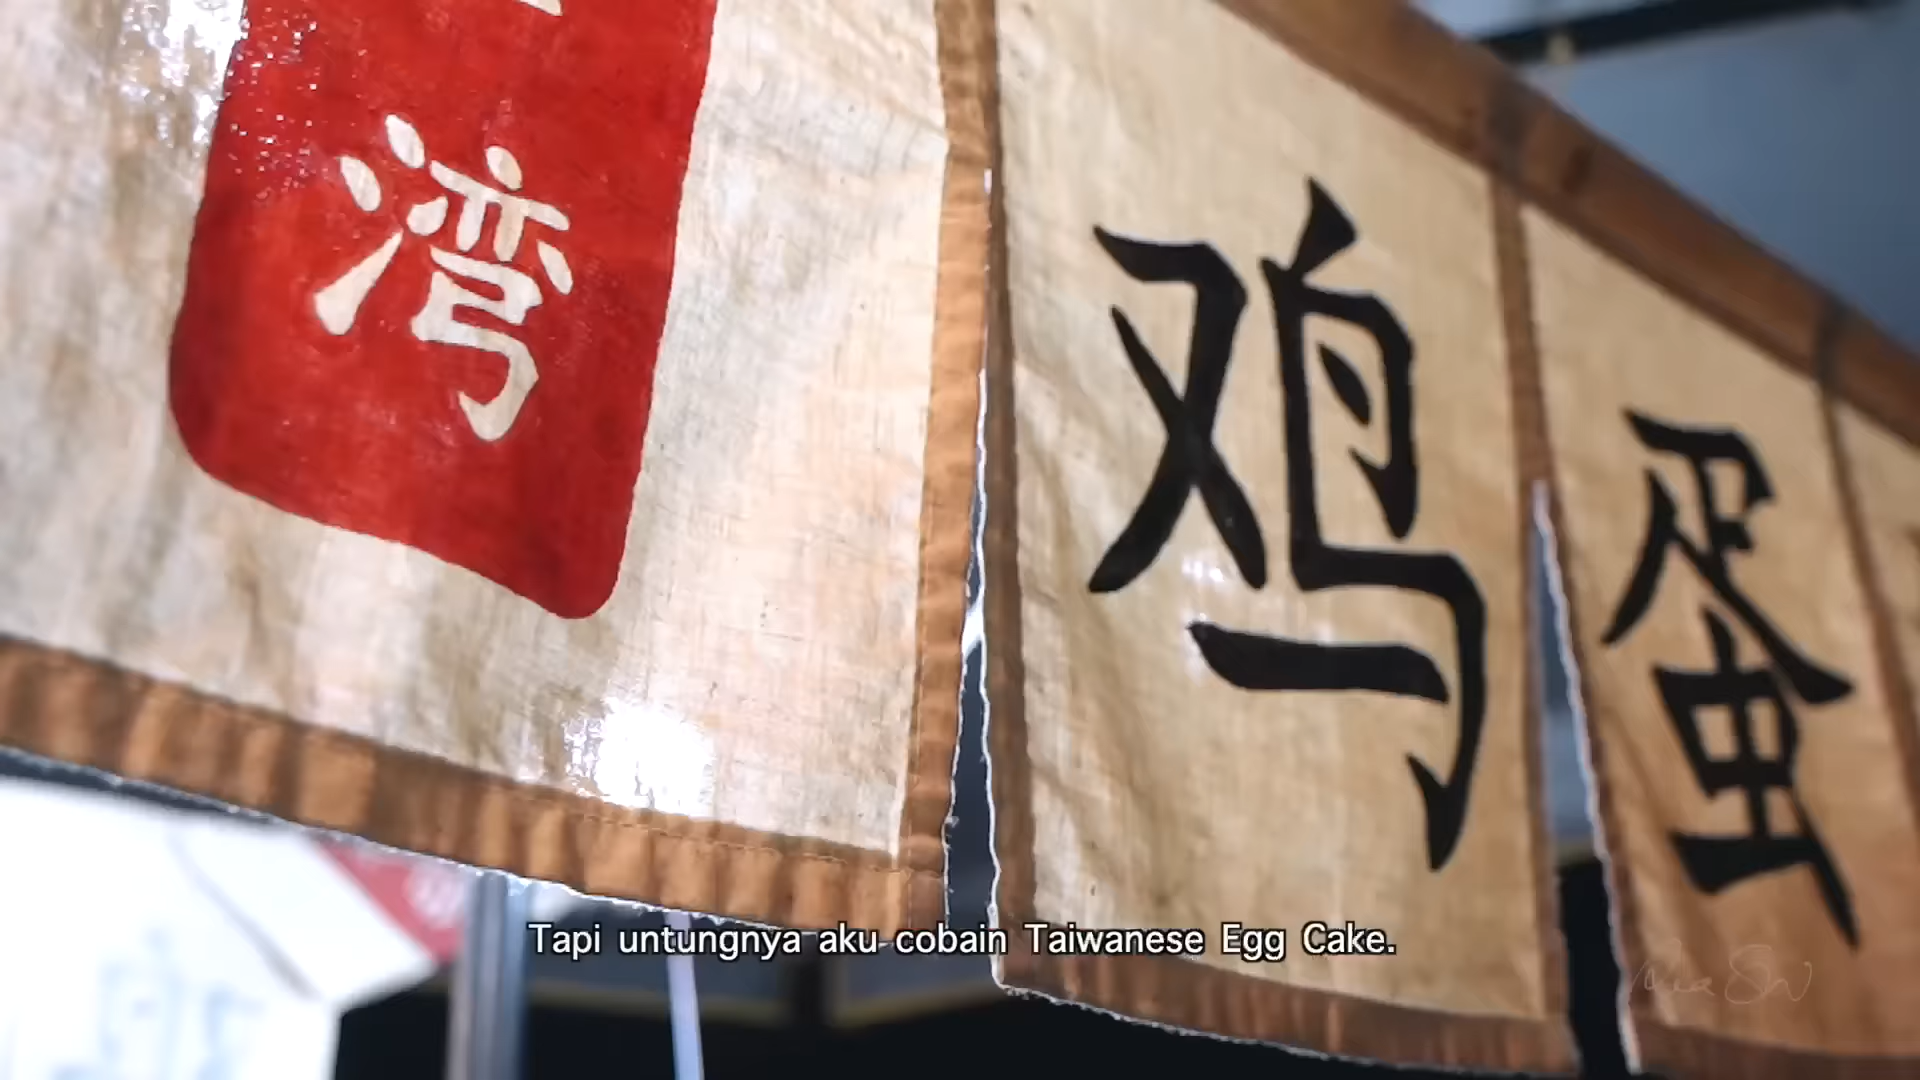 湾
鸡
蛋
Tapi untungnya aku cobain Taiwanese Egg Cake.